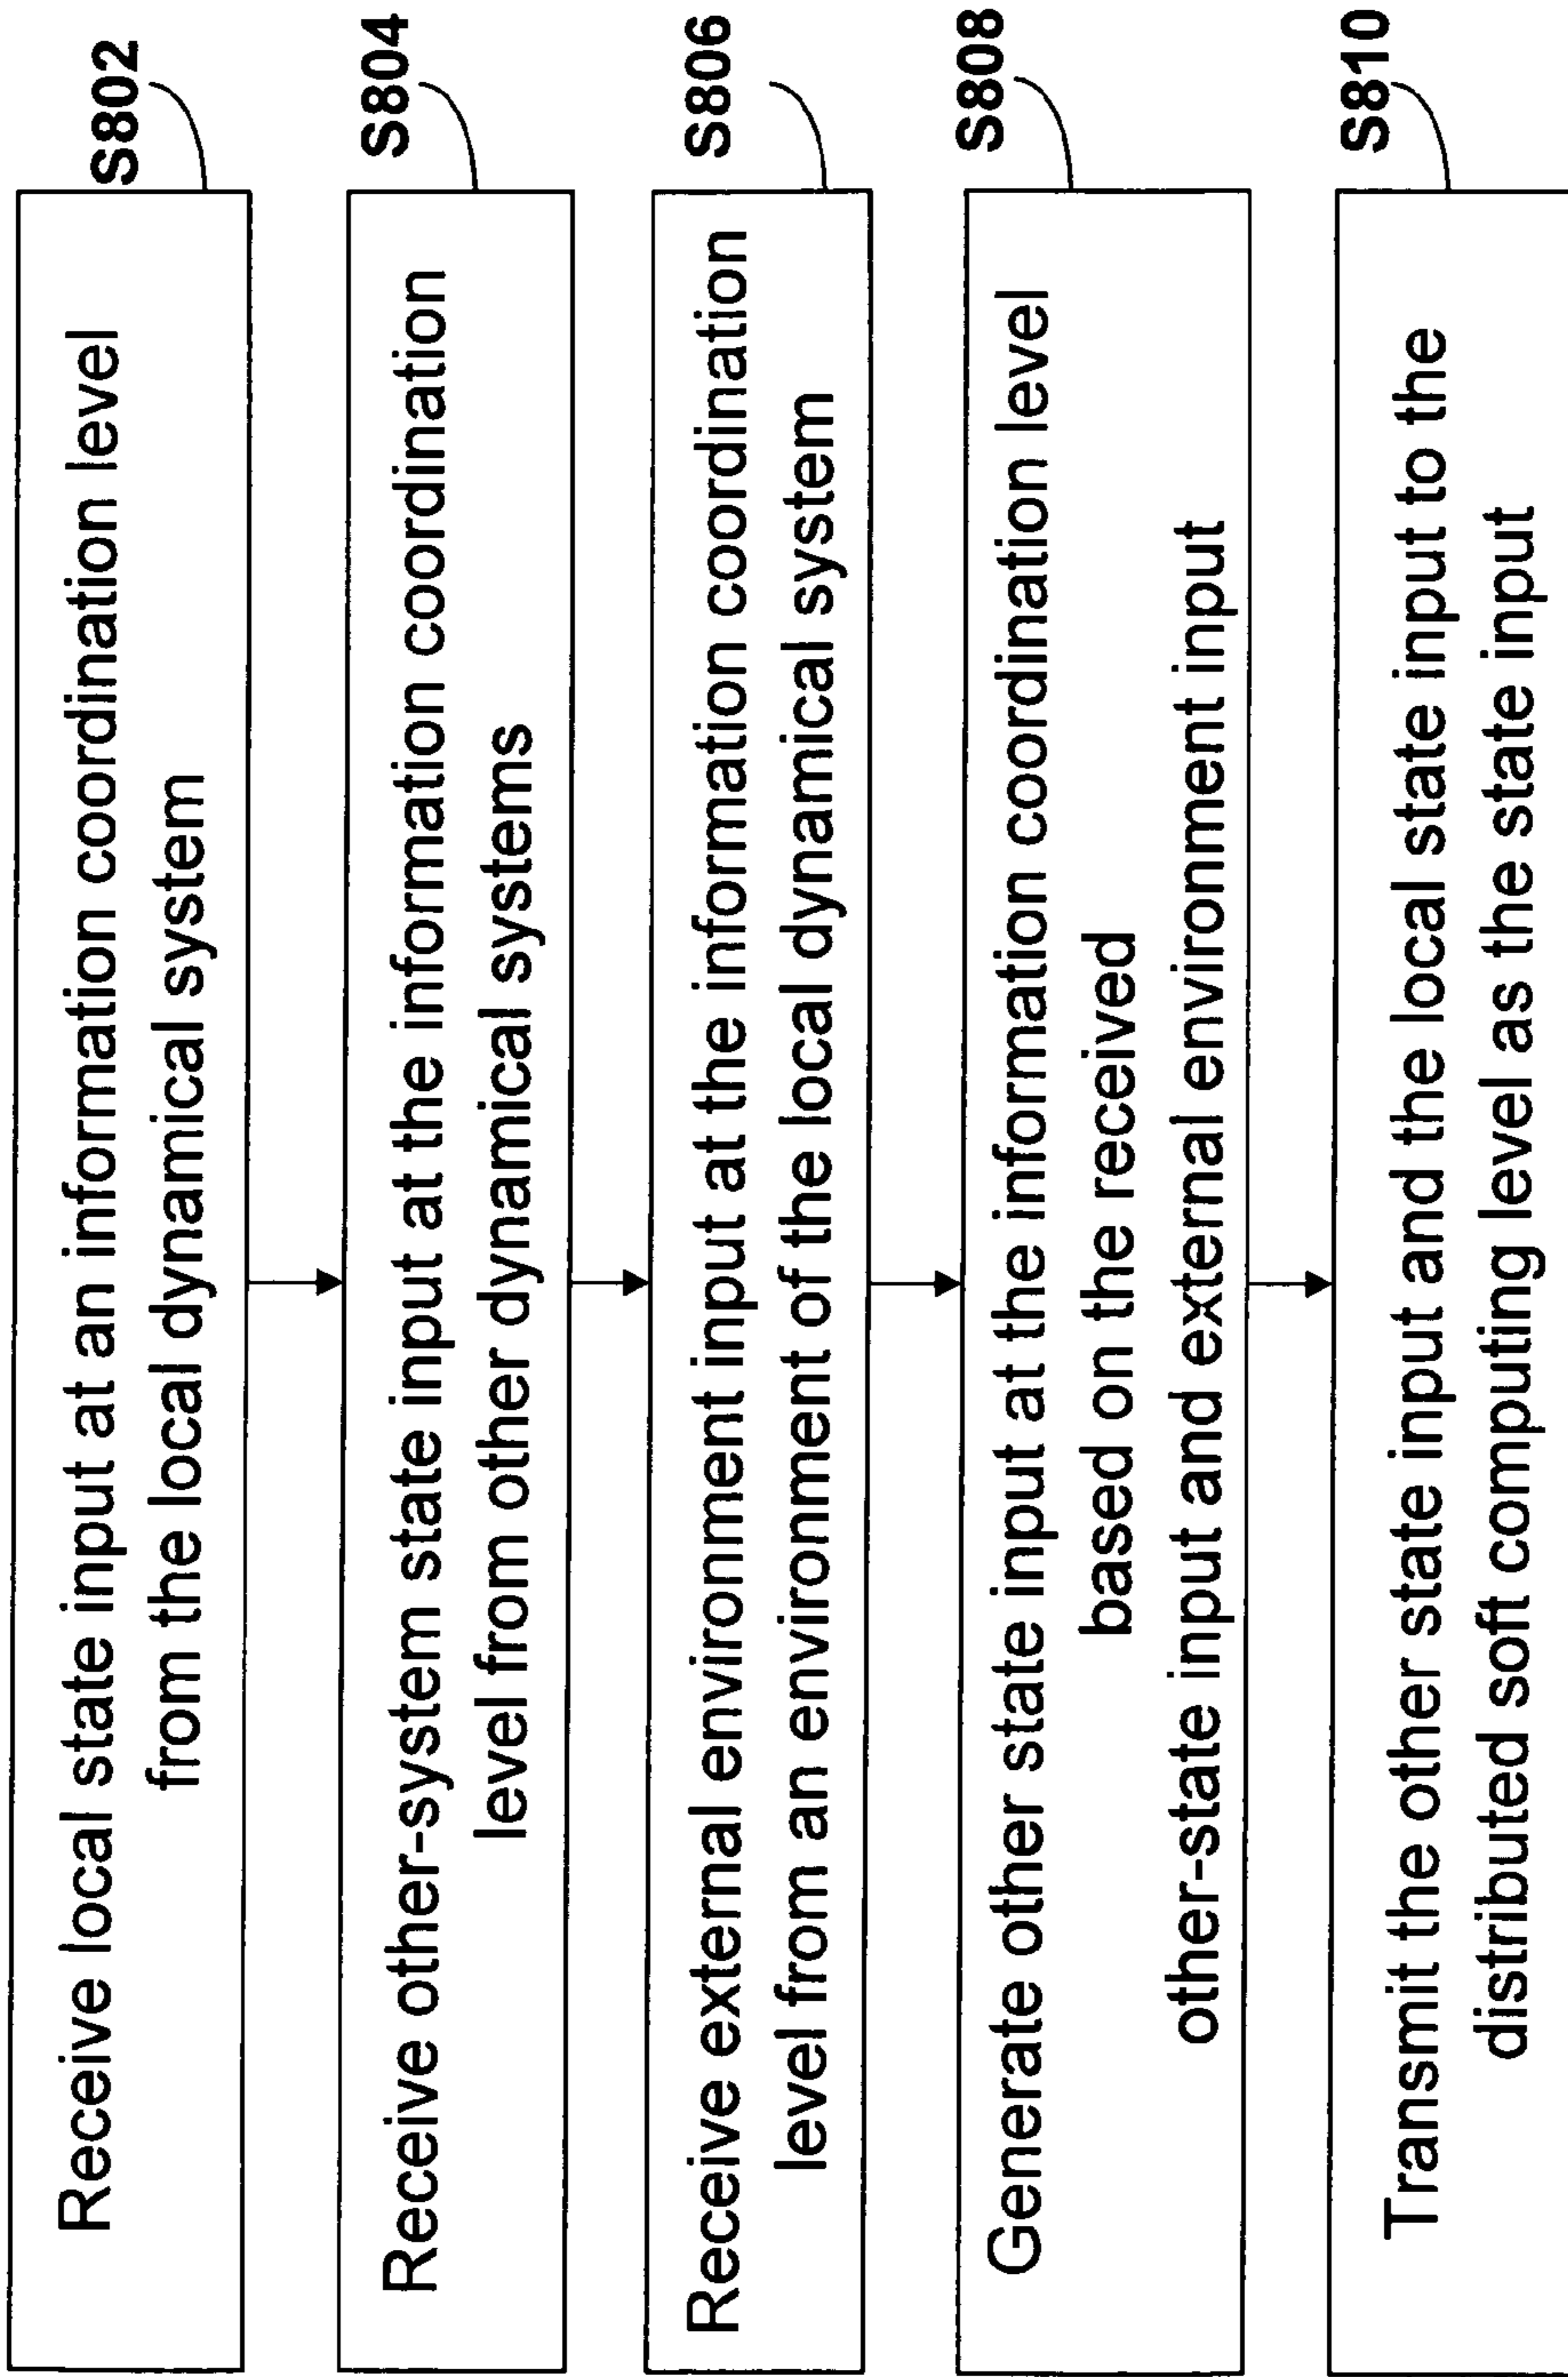 Receive local state input at an information coordination level
from the local dynamical system
S802
Receive other-system state input at the information coordination
level from other dynamical systems
S804
Receive external environment input at the information coordination
level from an environment of the local dynamical system
S806
Generate other state input at the information coordination level
based on the received
other-state input and external environment input
S808
Transmit the other state input and the local state input to the
distributed soft computing level as the state input
S810